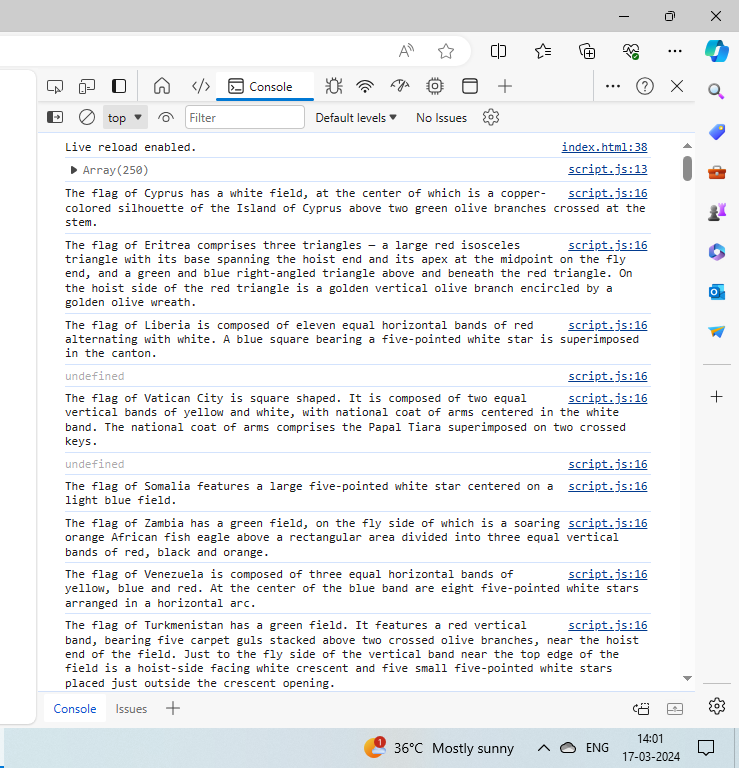 Console
top
Filter
Default levels
No Issues
Live reload enabled. index.html:38
Array(250) script.js:13
The flag of Cyprus has a white field, at the center of which is a copper- script.js:16
colored silhouette of the Island of Cyprus above two green olive branches crossed at the
stem.
The flag of Eritrea comprises three triangles — a large red isosceles script.js:16
triangle with its base spanning the hoist end and its apex at the midpoint on the fly
end, and a green and blue right-angled triangle above and beneath the red triangle. On
the hoist side of the red triangle is a golden vertical olive branch encircled by a
golden olive wreath.
The flag of Liberia is composed of eleven equal horizontal bands of red script.js:16
alternating with white. A blue square bearing a five-pointed white star is superimposed
in the canton.
undefined script.js:16
The flag of Vatican City is square shaped. It is composed of two equal script.js:16
vertical bands of yellow and white, with national coat of arms centered in the white
band. The national coat of arms comprises the Papal Tiara superimposed on two crossed
keys.
undefined script.js:16
The flag of Somalia features a large five-pointed white star centered on a script.js:16
light blue field.
The flag of Zambia has a green field, on the fly side of which is a soaring script.js:16
orange African fish eagle above a rectangular area divided into three equal vertical
bands of red, black and orange.
The flag of Venezuela is composed of three equal horizontal bands of script.js:16
yellow, blue and red. At the center of the blue band are eight five-pointed white stars
arranged in a horizontal arc.
The flag of Turkmenistan has a green field. It features a red vertical script.js:16
band, bearing five carpet guls stacked above two crossed olive branches, near the hoist
end of the field. Just to the fly side of the vertical band near the top edge of the
field is a hoist-side facing white crescent and five small five-pointed white stars
placed just outside the crescent opening.
Console Issues
1
36°C Mostly sunny
ENG
14:01
17-03-2024